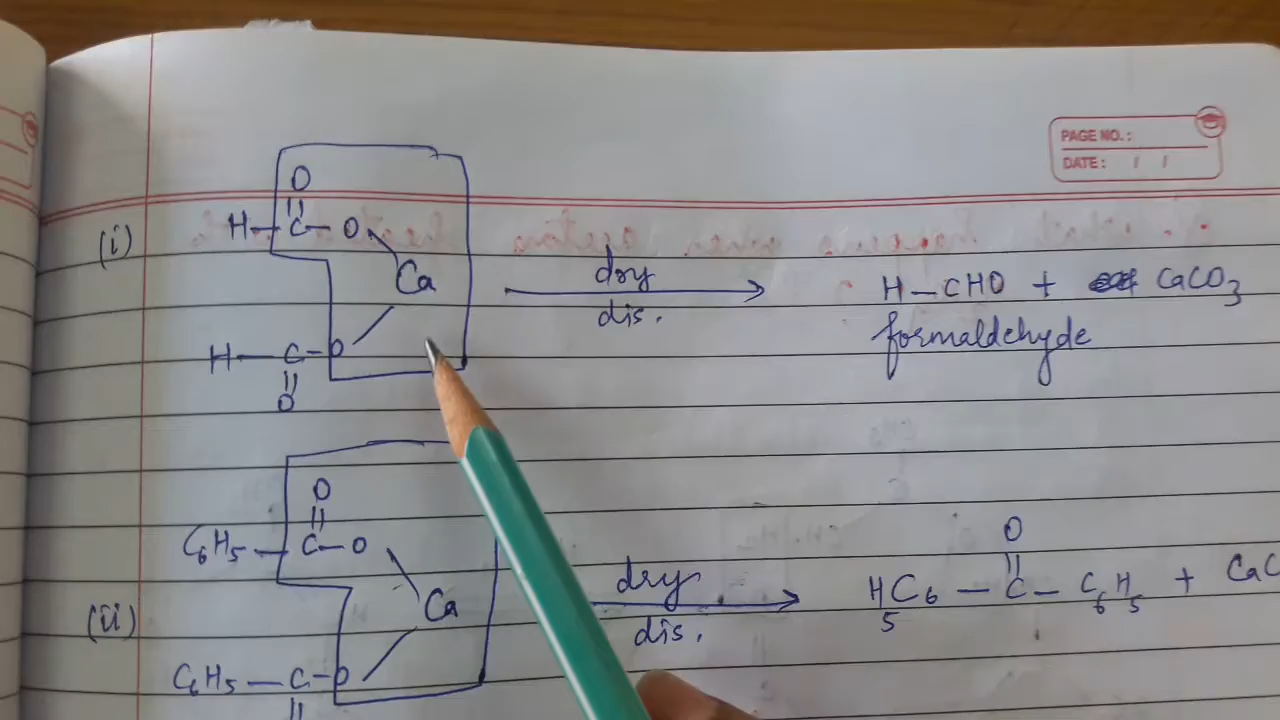 PAGE NO. :
DATE : / /
O
||
(i) H—C—O
Ca
H—C—O
||
O
dry
dis.
H—CHO + CaCO3
formaldehyde
O
||
C6H5—C—O
(ii) Ca
C6H5—C—O
||
dry
dis.
O
||
H5C6—C—C6H5 + CaC